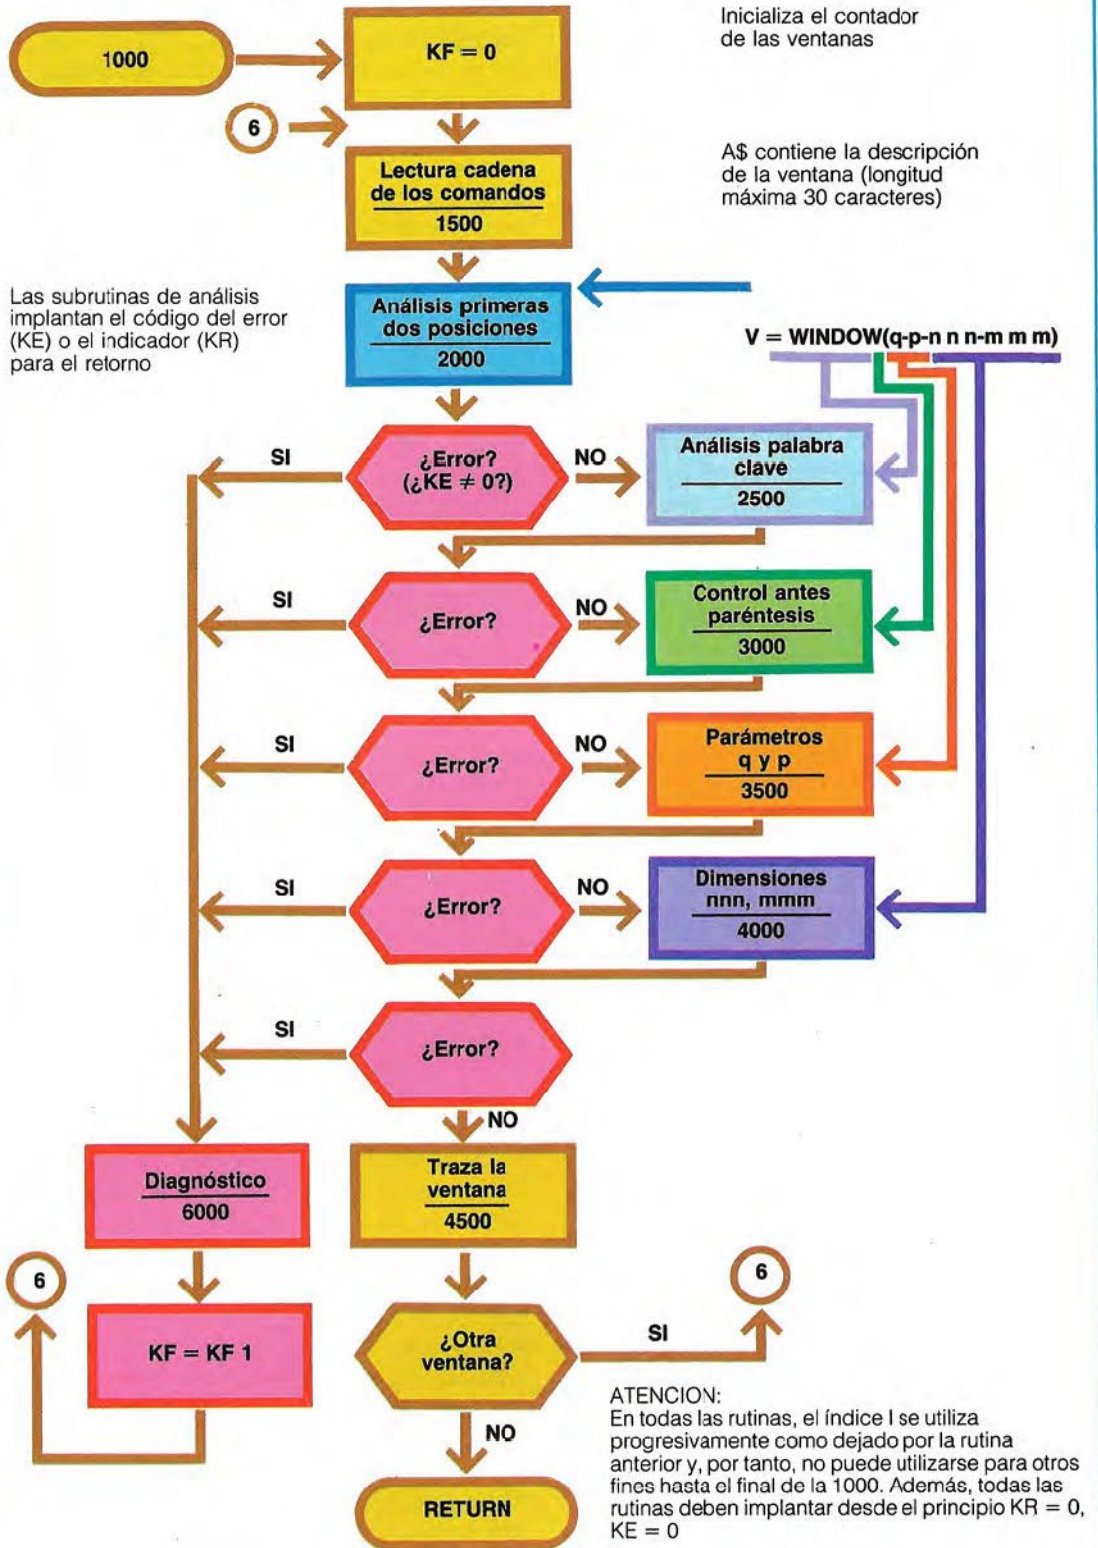 1000
KF = 0
Inicializa el contador
de las ventanas
6
Lectura cadena
de los comandos
1500
A$ contiene la descripción
de la ventana (longitud
máxima 30 caracteres)
Las subrutinas de análisis
implantan el código del error
(KE) o el indicador (KR)
para el retorno
Análisis primeras
dos posiciones
2000
V = WINDOW(q-p-n n n-m m m)
SI
¿Error?
(¿KE ≠ 0?)
NO
Análisis palabra
clave
2500
SI
¿Error?
NO
Control antes
paréntesis
3000
SI
¿Error?
NO
Parámetros
q y p
3500
SI
¿Error?
NO
Dimensiones
nnn, mmm
4000
SI
¿Error?
NO
Diagnóstico
6000
Traza la
ventana
4500
6
KF = KF 1
¿Otra
ventana?
SI
6
NO
RETURN
ATENCION:
En todas las rutinas, el índice I se utiliza
progresivamente como dejado por la rutina
anterior y, por tanto, no puede utilizarse para otros
fines hasta el final de la 1000. Además, todas las
rutinas deben implantar desde el principio KR = 0,
KE = 0